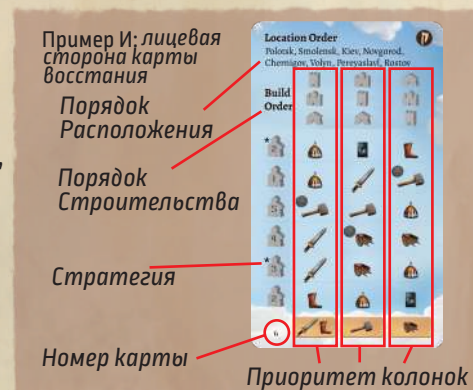 Пример И: лицевая
сторона карты
восстания
Порядок
Расположения
Порядок
Строительства
Стратегия
Номер карты
Приоритет колонок
Location Order
Polotsk, Smolensk, Kiev, Novgorod,
Chernigov, Volyn, Pereyaslavl, Rostov
Build
Order
6
,